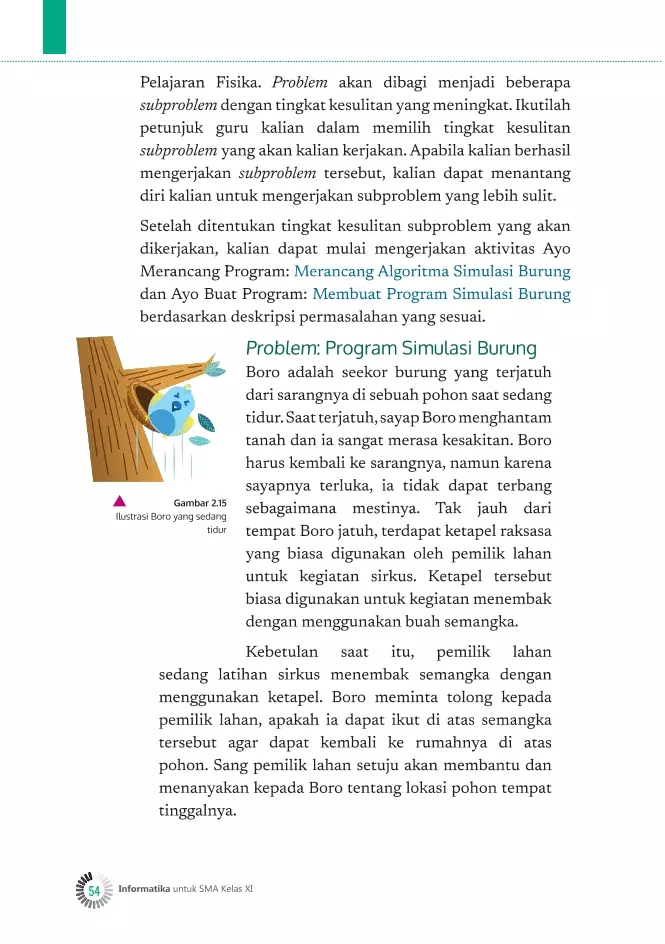 Pelajaran Fisika. Problem akan dibagi menjadi beberapa
subproblem dengan tingkat kesulitan yang meningkat. Ikutilah
petunjuk guru kalian dalam memilih tingkat kesulitan
subproblem yang akan kalian kerjakan. Apabila kalian berhasil
mengerjakan subproblem tersebut, kalian dapat menantang
diri kalian untuk mengerjakan subproblem yang lebih sulit.
Setelah ditentukan tingkat kesulitan subproblem yang akan
dikerjakan, kalian dapat mulai mengerjakan aktivitas Ayo
Merancang Program: Merancang Algoritma Simulasi Burung
dan Ayo Buat Program: Membuat Program Simulasi Burung
berdasarkan deskripsi permasalahan yang sesuai.
Problem: Program Simulasi Burung
Boro adalah seekor burung yang terjatuh
dari sarangnya di sebuah pohon saat sedang
tidur. Saat terjatuh, sayap Boro menghantam
tanah dan ia sangat merasa kesakitan. Boro
harus kembali ke sarangnya, namun karena
sayapnya terluka, ia tidak dapat terbang
sebagaimana mestinya. Tak jauh dari
tempat Boro jatuh, terdapat ketapel raksasa
yang biasa digunakan oleh pemilik lahan
untuk kegiatan sirkus. Ketapel tersebut
biasa digunakan untuk kegiatan menembak
dengan menggunakan buah semangka.
Gambar 2.15
Ilustrasi Boro yang sedang
tidur
Kebetulan saat itu, pemilik lahan
sedang latihan sirkus menembak semangka dengan
menggunakan ketapel. Boro meminta tolong kepada
pemilik lahan, apakah ia dapat ikut di atas semangka
tersebut agar dapat kembali ke rumahnya di atas
pohon. Sang pemilik lahan setuju akan membantu dan
menanyakan kepada Boro tentang lokasi pohon tempat
tinggalnya.
54 Informatika untuk SMA Kelas XI